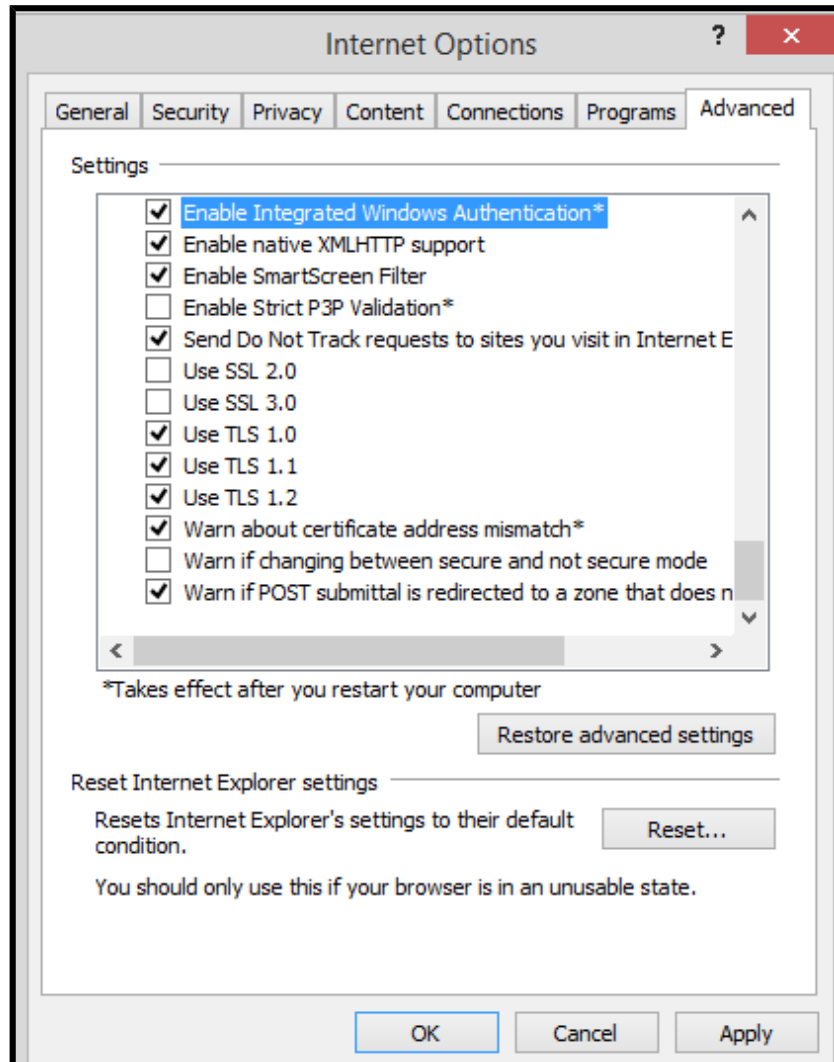 Internet Options
?
General Security Privacy Content Connections Programs Advanced
Settings
Enable Integrated Windows Authentication*
Enable native XMLHTTP support
Enable SmartScreen Filter
Enable Strict P3P Validation*
Send Do Not Track requests to sites you visit in Internet E
Use SSL 2.0
Use SSL 3.0
Use TLS 1.0
Use TLS 1.1
Use TLS 1.2
Warn about certificate address mismatch*
Warn if changing between secure and not secure mode
Warn if POST submittal is redirected to a zone that does n
*Takes effect after you restart your computer
Restore advanced settings
Reset Internet Explorer settings
Resets Internet Explorer's settings to their default
condition.
Reset...
You should only use this if your browser is in an unusable state.
OK Cancel Apply